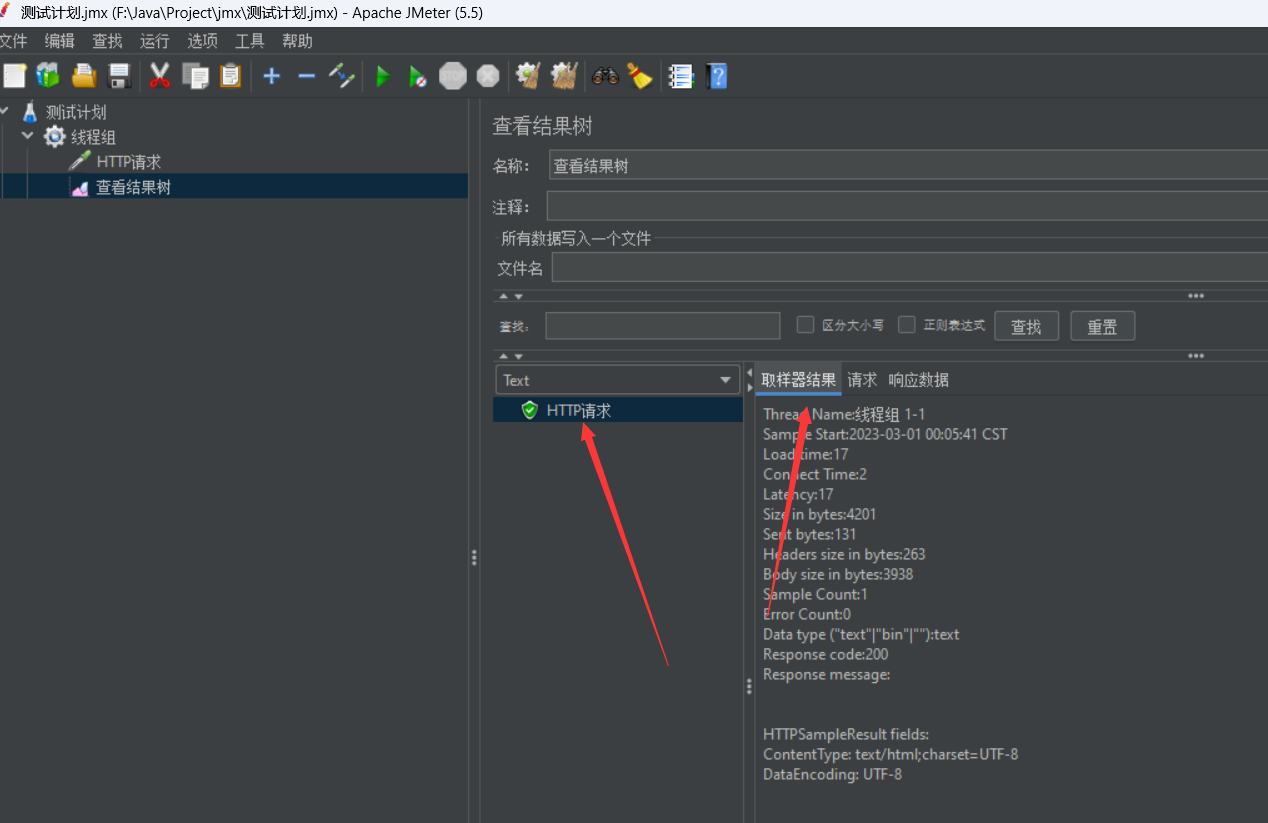 测试计划.jmx (F:\Java\Project\jmx\测试计划.jmx) - Apache JMeter (5.5)
文件 编辑 查找 运行 选项 工具 帮助
STOP
测试计划
线程组
HTTP请求
查看结果树
查看结果树
名称：
查看结果树
注释：
所有数据写入一个文件
文件名
查找:
区分大小写
正则表达式
查找
重置
Text
HTTP请求
取样器结果 请求 响应数据
Thread Name:线程组 1-1
Sample Start:2023-03-01 00:05:41 CST
Load time:17
Connect Time:2
Latency:17
Size in bytes:4201
Sent bytes:131
Headers size in bytes:263
Body size in bytes:3938
Sample Count:1
Error Count:0
Data type ("text"|"bin"|""):text
Response code:200
Response message:
HTTPSampleResult fields:
ContentType: text/html;charset=UTF-8
DataEncoding: UTF-8